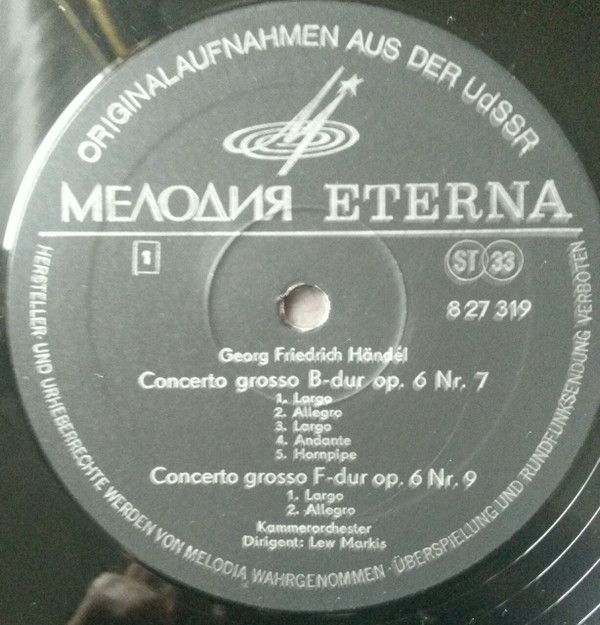 ORIGINALAUFNAHMEN AUS DER UdSSR
МЕЛОДИЯ ETERNA
1
ST 33
8 27 319
Georg Friedrich Händel
Concerto grosso B-dur op. 6 Nr. 7
1. Largo
2. Allegro
3. Largo
4. Andante
5. Hornpipe
Concerto grosso F-dur op. 6 Nr. 9
1. Largo
2. Allegro
Kammerorchester
Dirigent: Lew Markis
HERSTELLER- UND URHEBERRECHTE WERDEN VON MELODIA WAHRGENOMMEN · ÜBERSPIELUNG UND RUNDFUNKSENDUNG VERBOTEN